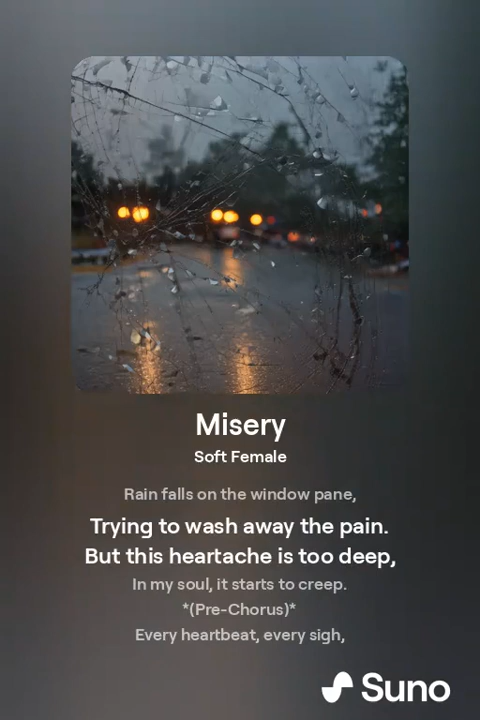 Misery
Soft Female
Rain falls on the window pane,
Trying to wash away the pain.
But this heartache is too deep,
In my soul, it starts to creep.
*(Pre-Chorus)*
Every heartbeat, every sigh,
Suno